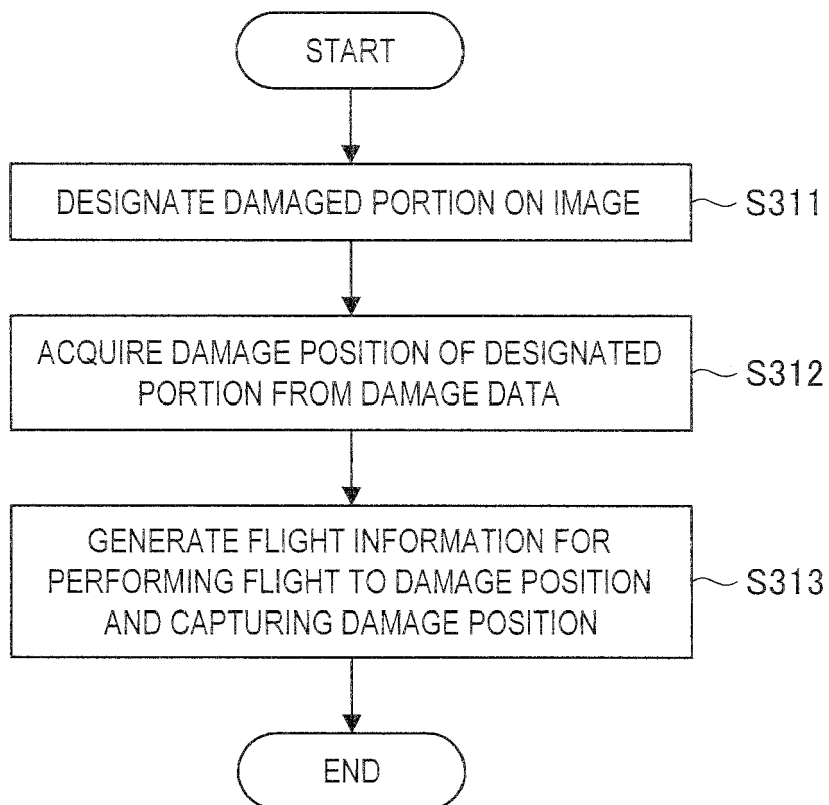 START
DESIGNATE DAMAGED PORTION ON IMAGE
S311
ACQUIRE DAMAGE POSITION OF DESIGNATED
PORTION FROM DAMAGE DATA
S312
GENERATE FLIGHT INFORMATION FOR
PERFORMING FLIGHT TO DAMAGE POSITION
AND CAPTURING DAMAGE POSITION
S313
END